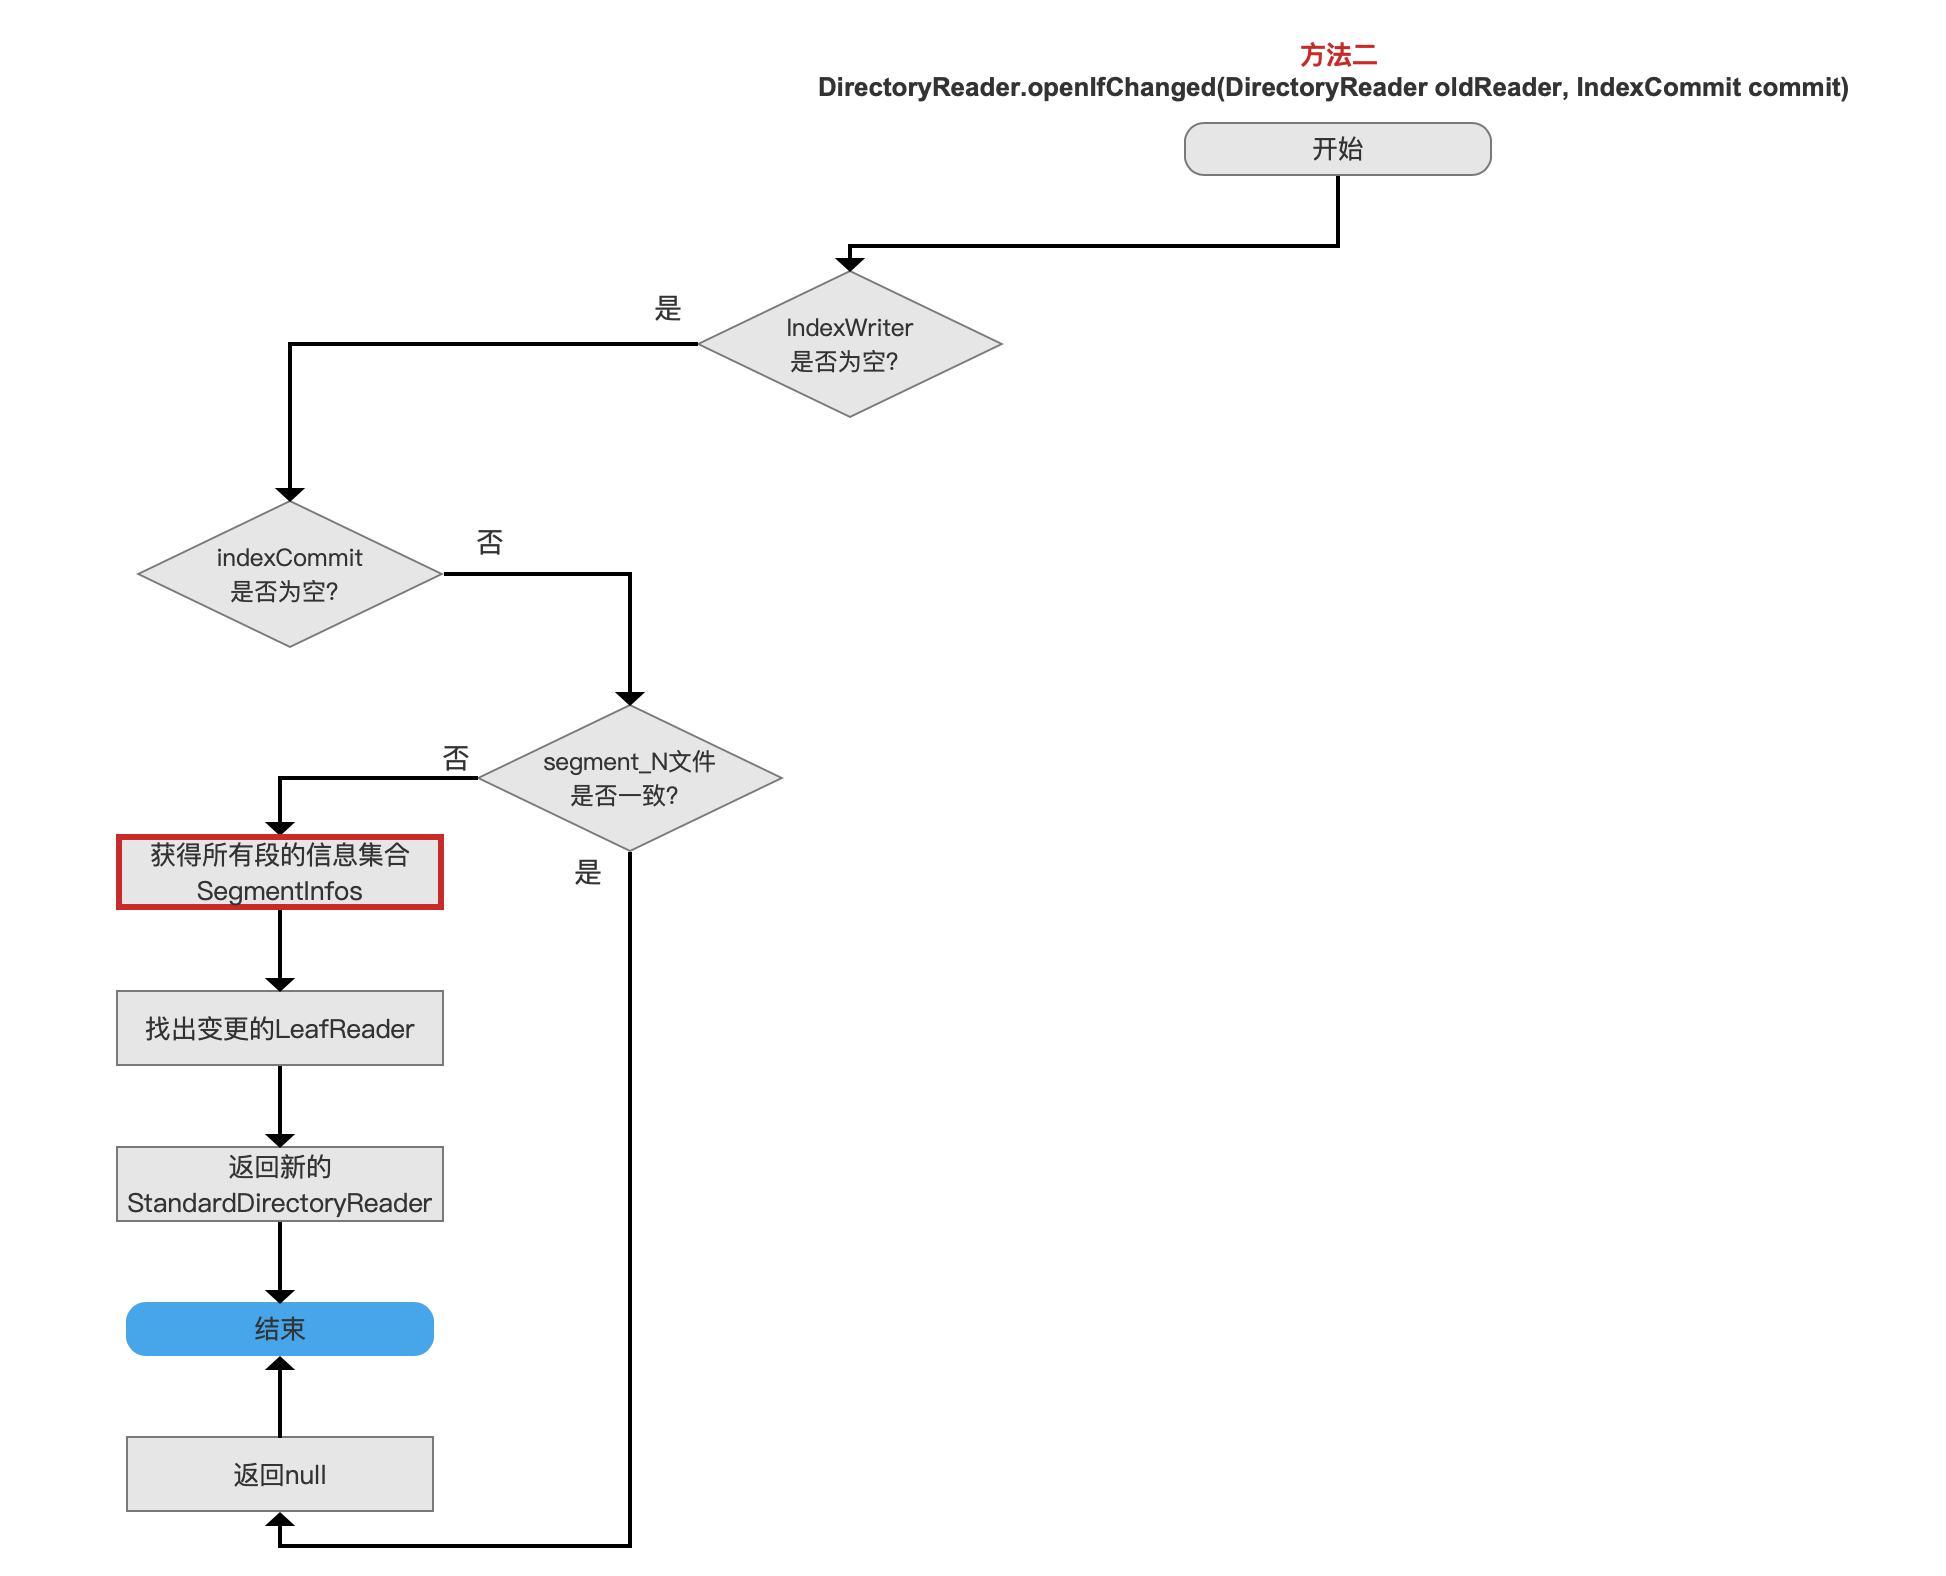 方法二
DirectoryReader.openIfChanged(DirectoryReader oldReader, IndexCommit commit)
开始
是
IndexWriter
是否为空?
indexCommit
是否为空?
否
否
segment_N文件
是否一致?
是
获得所有段的信息集合
SegmentInfos
找出变更的LeafReader
返回新的
StandardDirectoryReader
结束
返回null